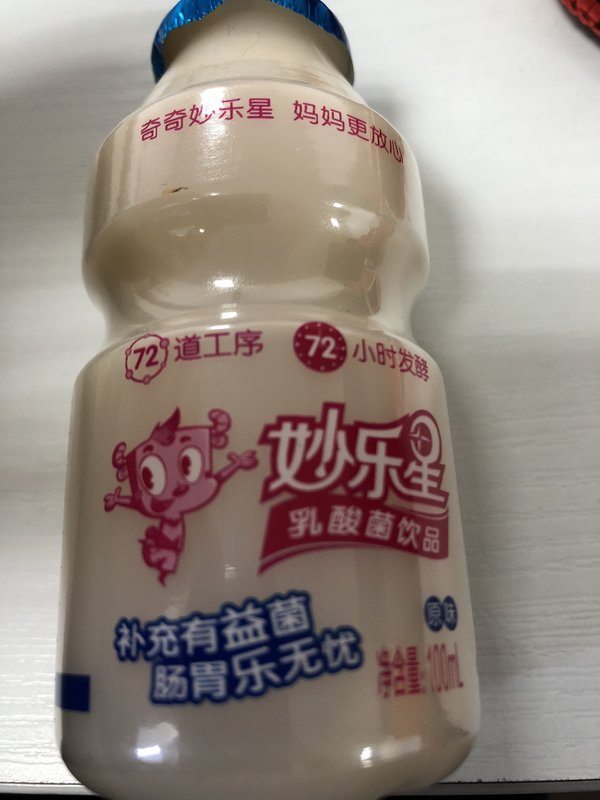 奇奇妙乐星 妈妈更放心
72 道工序 72 小时发酵
妙乐星
乳酸菌饮品
原味
补充有益菌
肠胃乐无忧
净含量:100mL